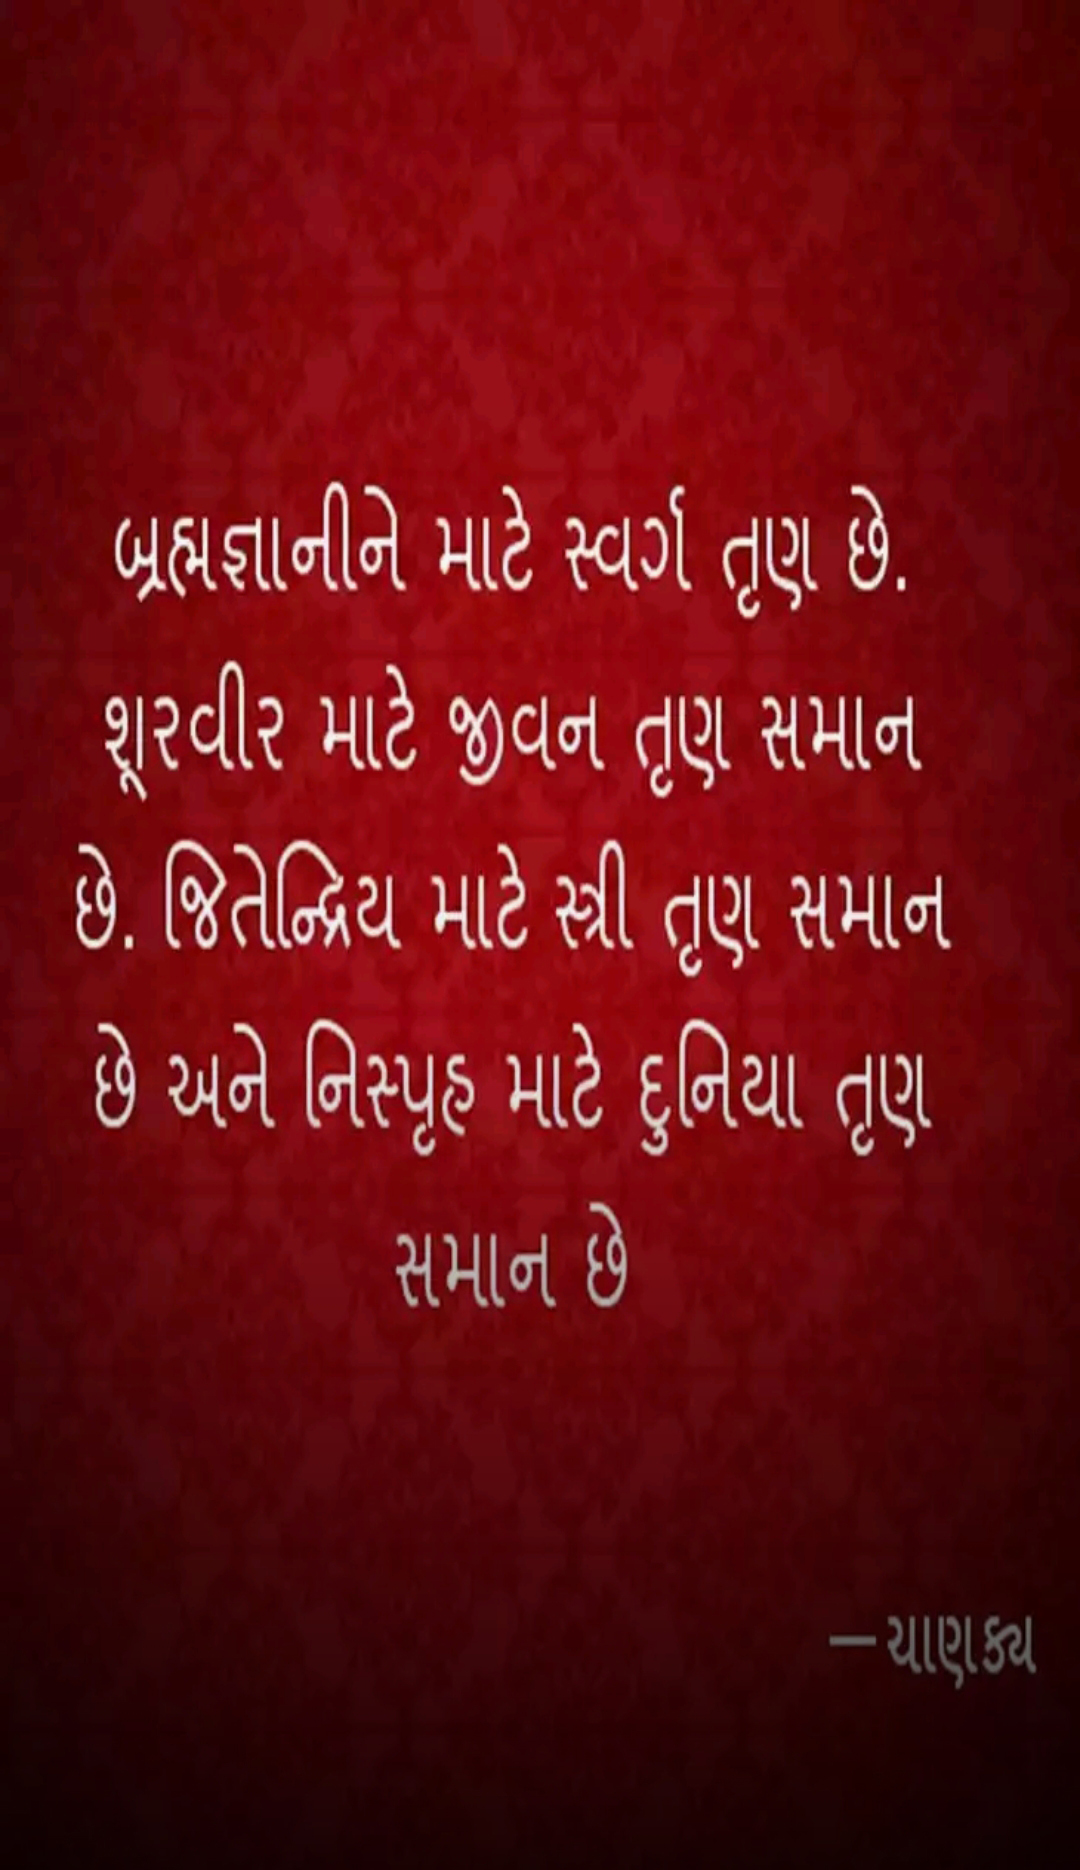 બ્રહ્મજ્ઞાનીને માટે સ્વર્ગ તૃણ છે.
શૂરવીર માટે જીવન તૃણ સમાન
છે. જિતેન્દ્રિય માટે સ્ત્રી તૃણ સમાન
છે અને નિસ્પૃહ માટે દુનિયા તૃણ
સમાન છે
— ચાણક્ય